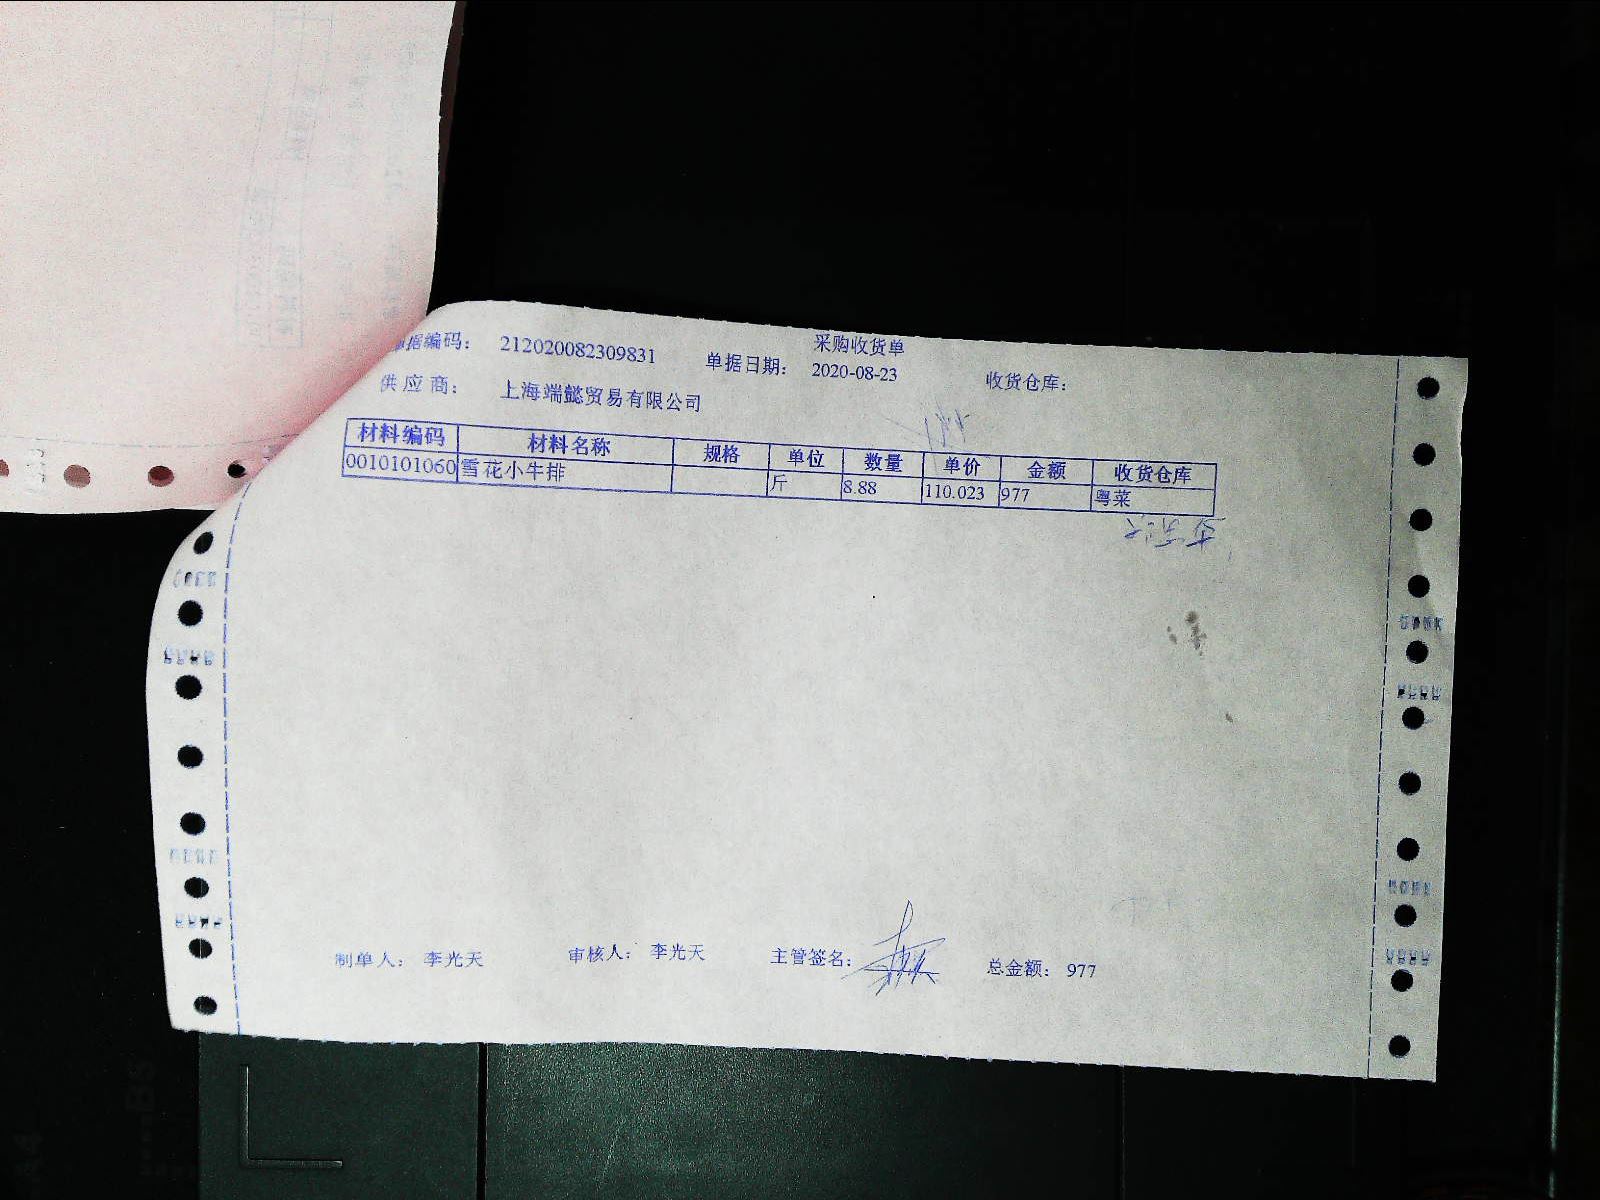 采购收货单
单据编码： 212020082309831 单据日期： 2020-08-23 收货仓库：
供应商： 上海端懿贸易有限公司
材料编码 材料名称 规格 单位 数量 单价 金额 收货仓库
0010101060 雪花小牛排 斤 8.88 110.023 977 粤菜
制单人： 李光天 审核人： 李光天 主管签名： 总金额： 977